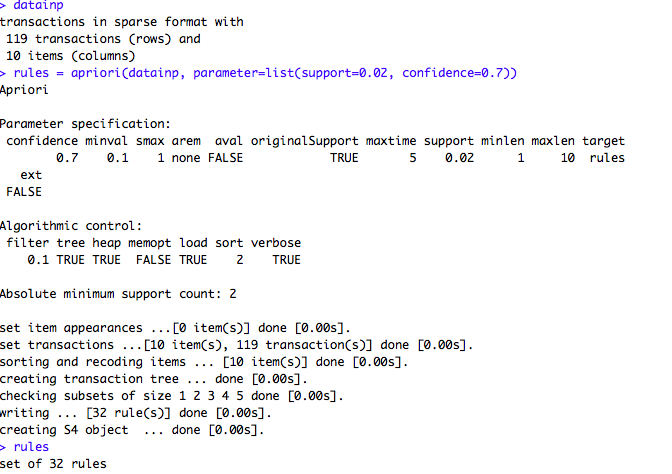 > datainp
transactions in sparse format with
 119 transactions (rows) and
 10 items (columns)
> rules = apriori(datainp, parameter=list(support=0.02, confidence=0.7))
Apriori

Parameter specification:
 confidence minval smax arem  aval originalSupport maxtime support minlen maxlen target
        0.7    0.1    1 none FALSE            TRUE       5    0.02      1     10  rules
   ext
 FALSE

Algorithmic control:
 filter tree heap memopt load sort verbose
    0.1 TRUE TRUE  FALSE TRUE    2    TRUE

Absolute minimum support count: 2

set item appearances ...[0 item(s)] done [0.00s].
set transactions ...[10 item(s), 119 transaction(s)] done [0.00s].
sorting and recoding items ... [10 item(s)] done [0.00s].
creating transaction tree ... done [0.00s].
checking subsets of size 1 2 3 4 5 done [0.00s].
writing ... [32 rule(s)] done [0.00s].
creating S4 object  ... done [0.00s].
> rules
set of 32 rules